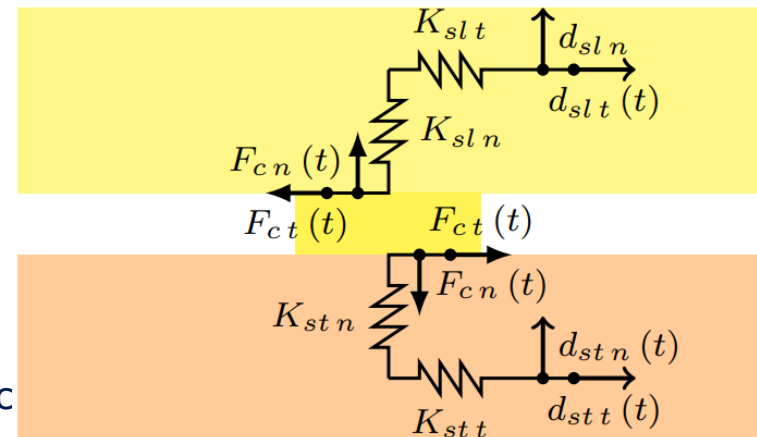 K_{sl t}
d_{sl n}
d_{sl t} (t)
K_{sl n}
F_{c n} (t)
F_{c t} (t)
F_{c t} (t)
F_{c n} (t)
K_{st n}
d_{st n} (t)
c
d_{st t} (t)
K_{st t}